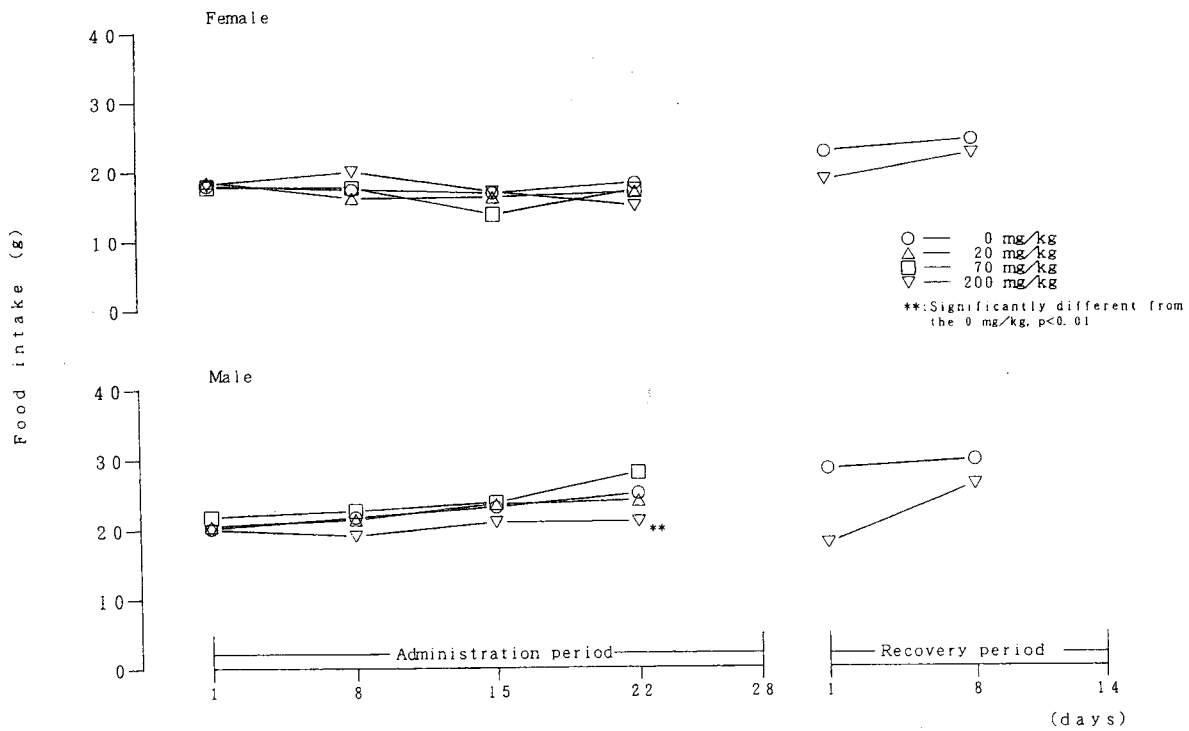 Female
40
30
20
10
0
Food intake (g)
0 mg/kg
20 mg/kg
70 mg/kg
200 mg/kg
**:Significantly different from
the 0 mg/kg, p<0.01
Male
40
30
20
10
0
**
Administration period
Recovery period
1 8 15 22 28 1 8 14
(days)